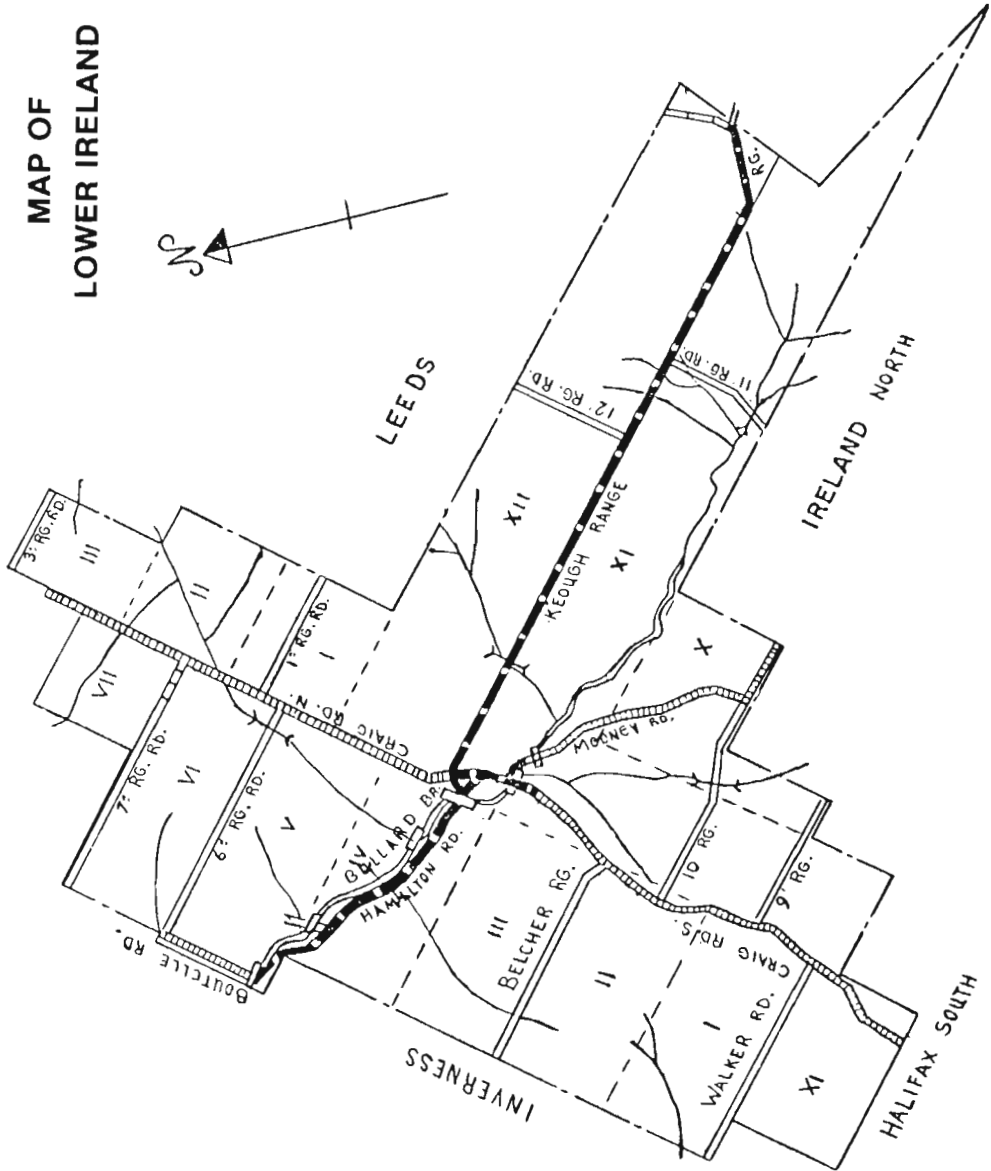 MAP OF
LOWER IRELAND
N
LEEDS
3: RG. RD.
III
II
1: RG. RD.
I
VII
7: RG. RD.
VI
6: RG. RD.
V
CRAIG RD. N.
IV
BULLARD BR.
HAMILTON RD.
BOUTELLE RD.
INVERNESS
XII
12: RG. RD.
KEOUGH RANGE
RG.
XI
11: RG. RD.
IRELAND NORTH
X
MOONEY RD.
10 RG.
9: RG.
III
BELCHER RG.
II
CRAIG RD/S.
I
WALKER RD.
XI
HALIFAX SOUTH